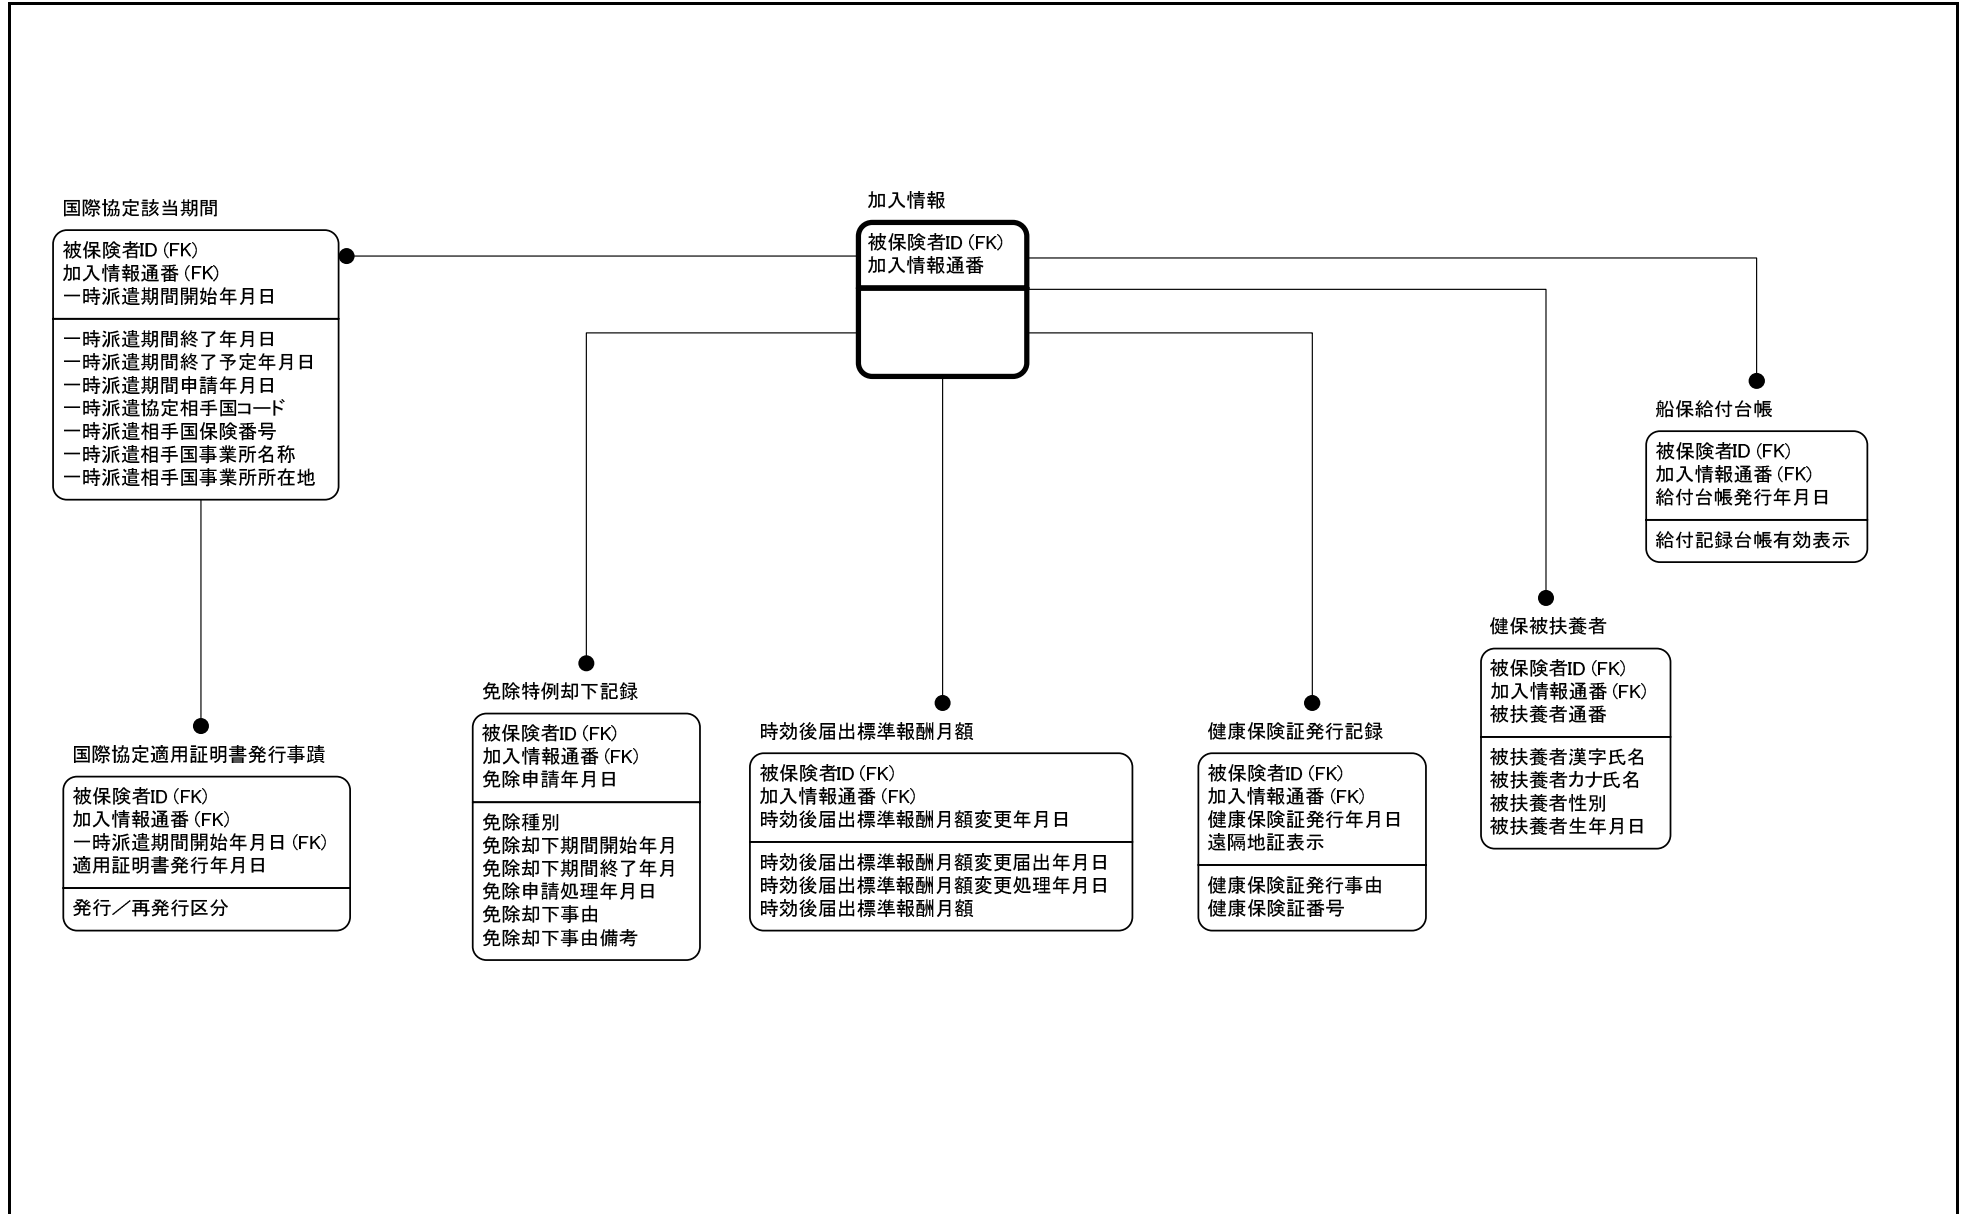 国際協定該当期間
被保険者ID (FK)
加入情報通番 (FK)
一時派遣期間開始年月日
一時派遣期間終了年月日
一時派遣期間終了予定年月日
一時派遣期間申請年月日
一時派遣協定相手国コード
一時派遣相手国保険番号
一時派遣相手国事業所名称
一時派遣相手国事業所所在地
加入情報
被保険者ID (FK)
加入情報通番
船保給付台帳
被保険者ID (FK)
加入情報通番 (FK)
給付台帳発行年月日
給付記録台帳有効表示
健保被扶養者
被保険者ID (FK)
加入情報通番 (FK)
被扶養者通番
被扶養者漢字氏名
被扶養者カナ氏名
被扶養者性別
被扶養者生年月日
国際協定適用証明書発行事蹟
被保険者ID (FK)
加入情報通番 (FK)
一時派遣期間開始年月日 (FK)
適用証明書発行年月日
発行／再発行区分
免除特例却下記録
被保険者ID (FK)
加入情報通番 (FK)
免除申請年月日
免除種別
免除却下期間開始年月
免除却下期間終了年月
免除申請処理年月日
免除却下事由
免除却下事由備考
時効後届出標準報酬月額
被保険者ID (FK)
加入情報通番 (FK)
時効後届出標準報酬月額変更年月日
時効後届出標準報酬月額変更届出年月日
時効後届出標準報酬月額変更処理年月日
時効後届出標準報酬月額
健康保険証発行記録
被保険者ID (FK)
加入情報通番 (FK)
健康保険証発行年月日
遠隔地証表示
健康保険証発行事由
健康保険証番号